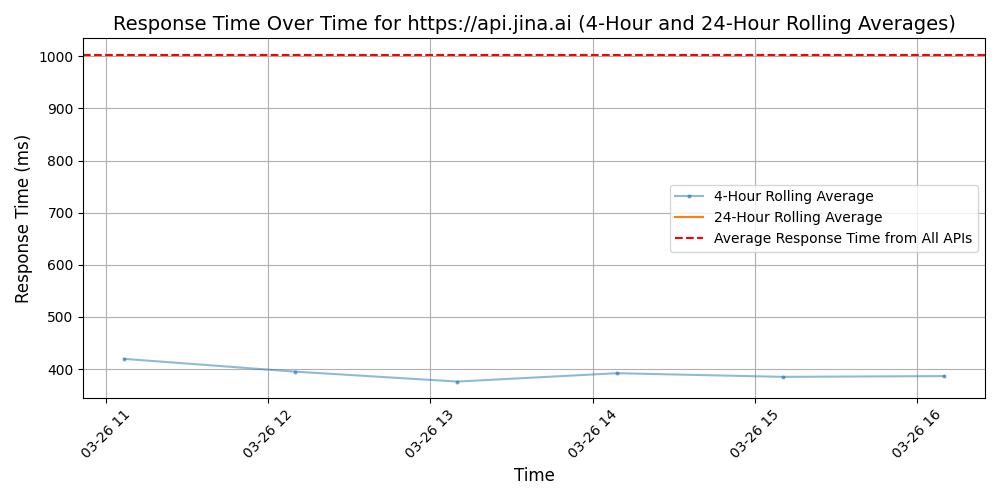 Response Time Over Time for https://api.jina.ai (4-Hour and 24-Hour Rolling Averages)
Response Time (ms)
1000
900
800
700
600
500
400
4-Hour Rolling Average
24-Hour Rolling Average
Average Response Time from All APIs
03-26 11
03-26 12
03-26 13
03-26 14
03-26 15
03-26 16
Time